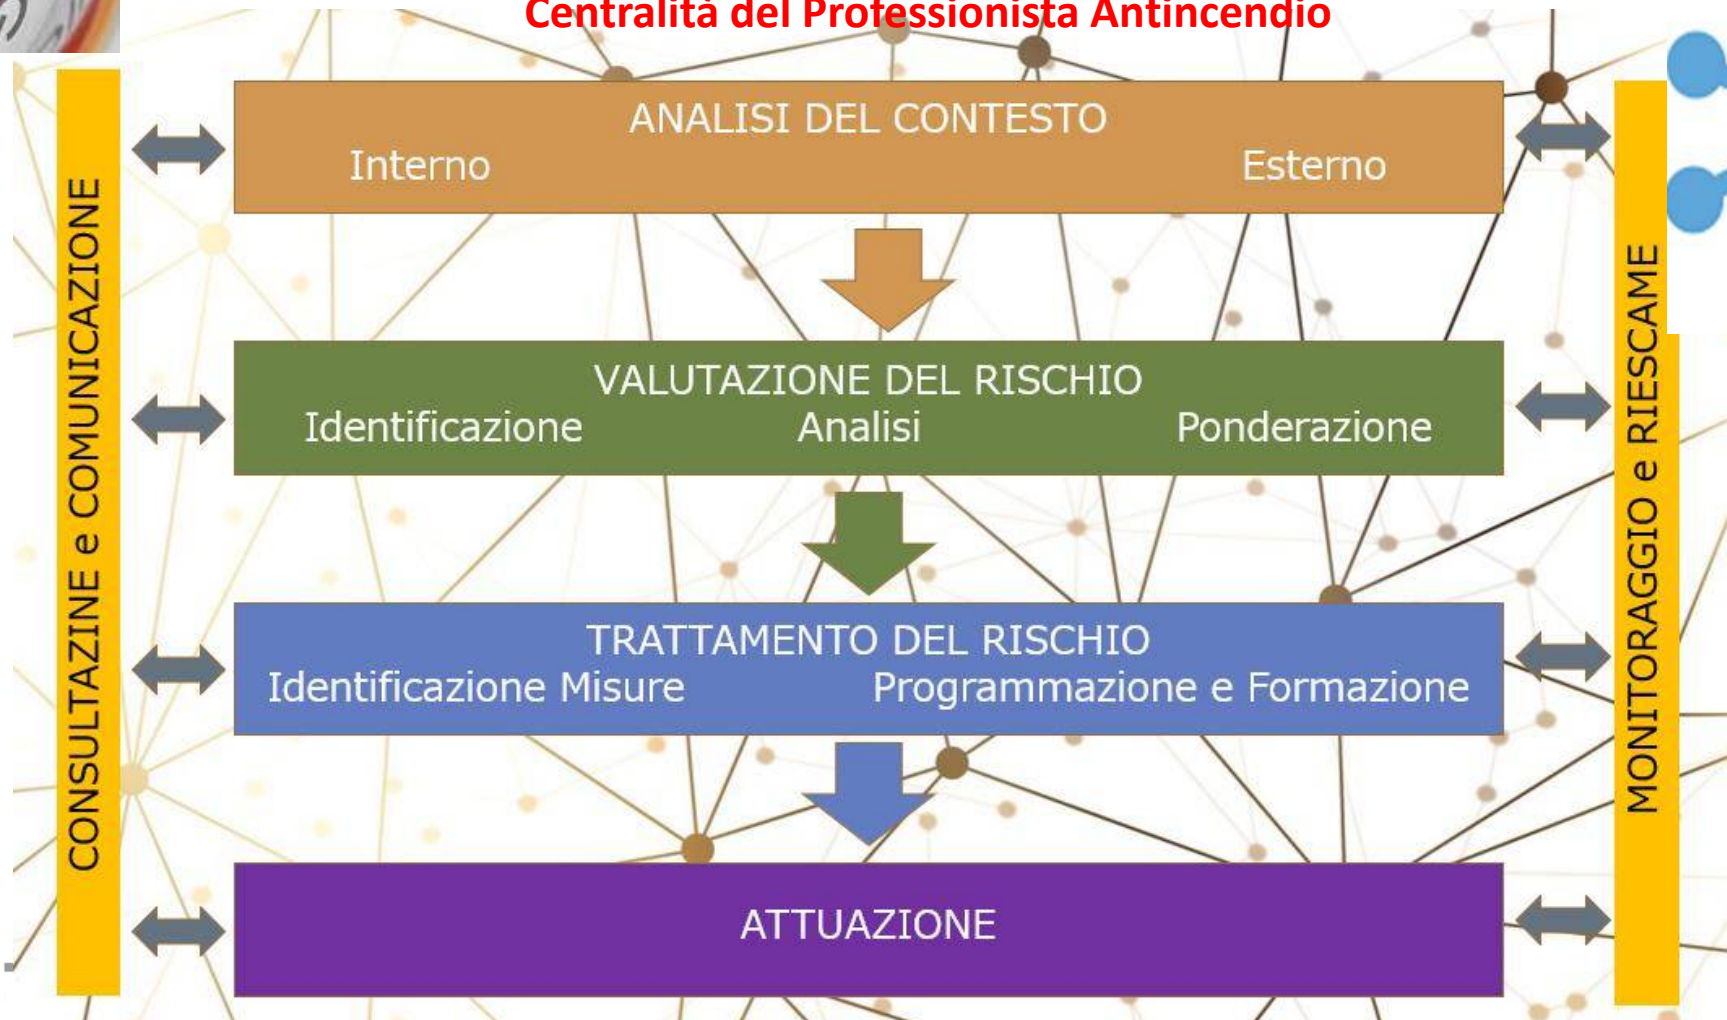 Centralità del Professionista Antincendio
CONSULTAZINE e COMUNICAZIONE
ANALISI DEL CONTESTO
Interno Esterno
VALUTAZIONE DEL RISCHIO
Identificazione Analisi Ponderazione
TRATTAMENTO DEL RISCHIO
Identificazione Misure Programmazione e Formazione
ATTUAZIONE
MONITORAGGIO e RIESCAME